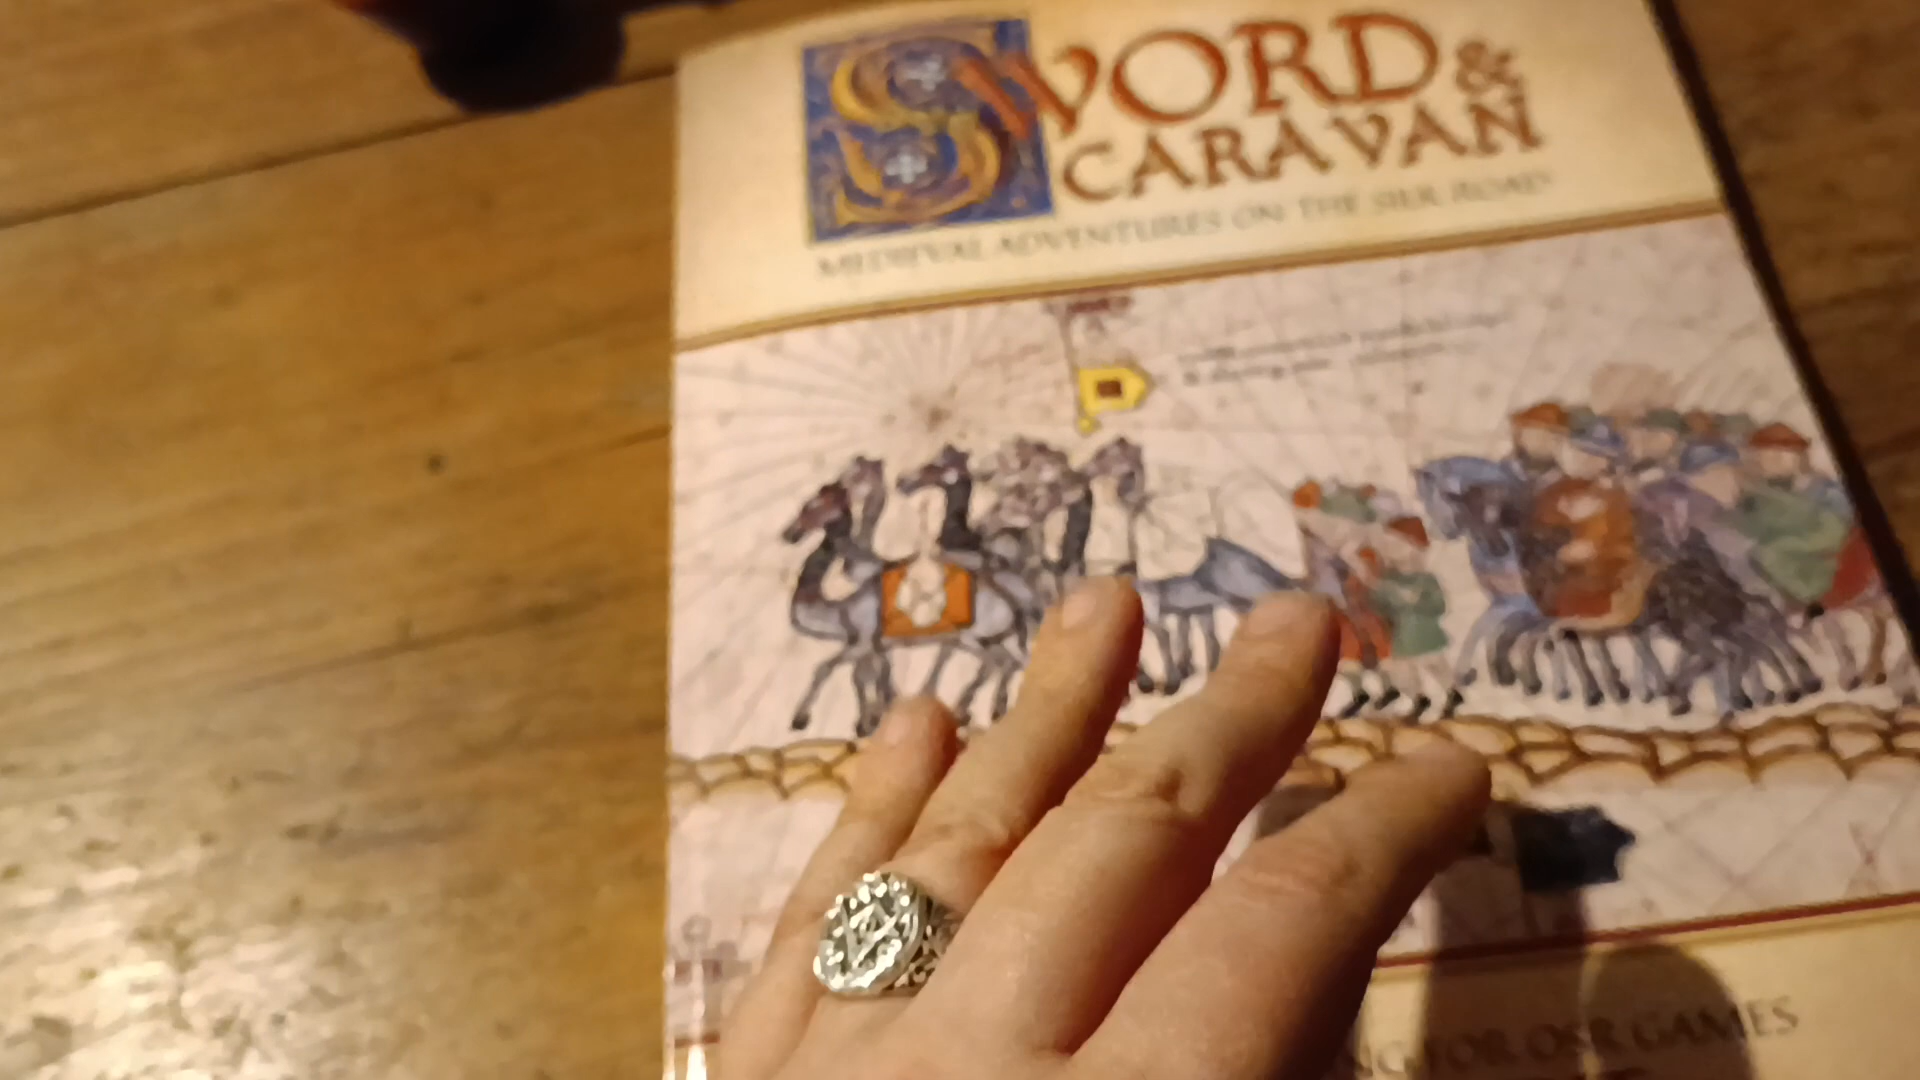 SWORD &
CARAVAN
MEDIEVAL ADVENTURES ON THE SILK ROAD
FOR OSR GAMES